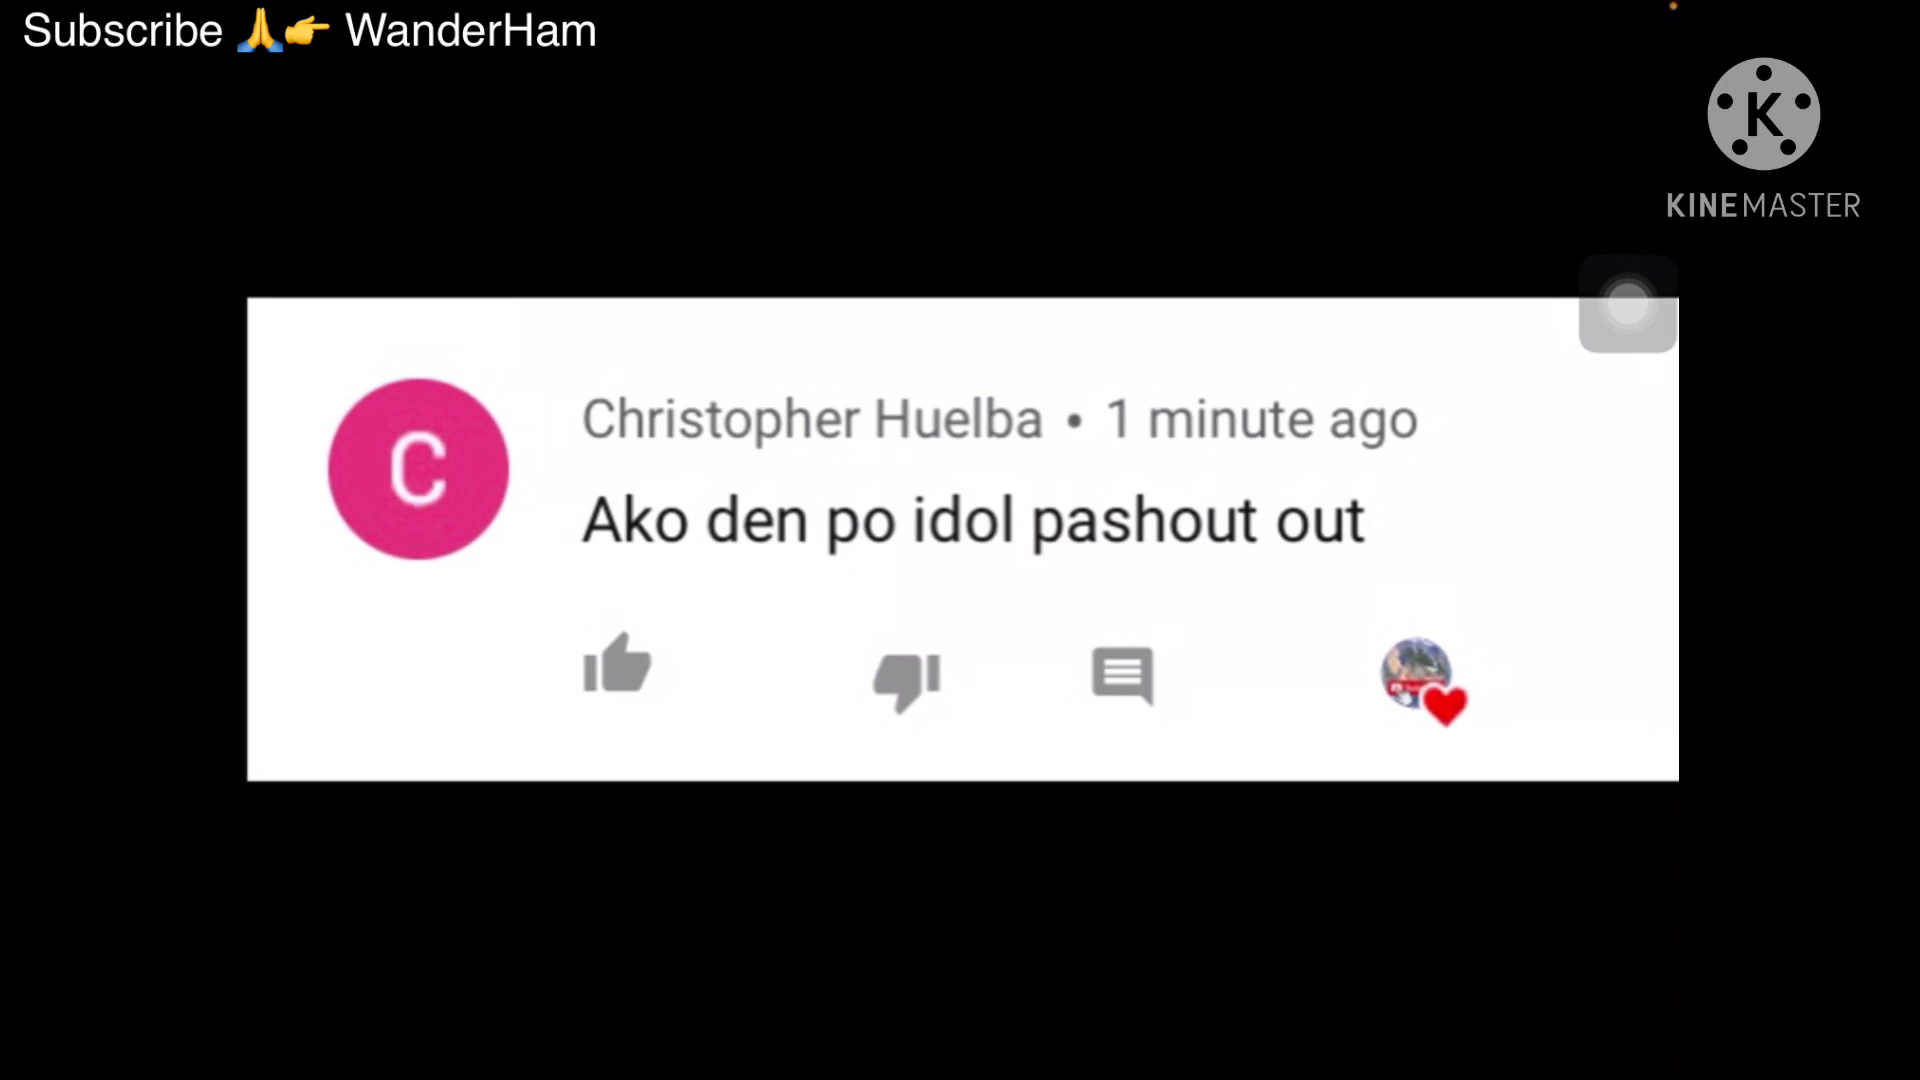 Subscribe 🙏👉 WanderHam
K
KINEMASTER
C
Christopher Huelba • 1 minute ago
Ako den po idol pashout out